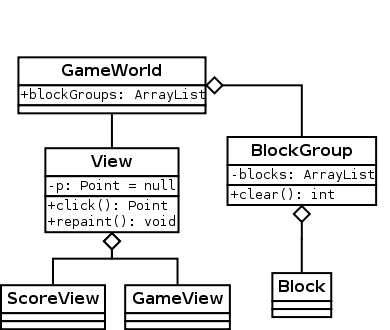 GameWorld
+blockGroups: ArrayList
View
-p: Point = null
+click(): Point
+repaint(): void
BlockGroup
-blocks: ArrayList
+clear(): int
Block
ScoreView
GameView